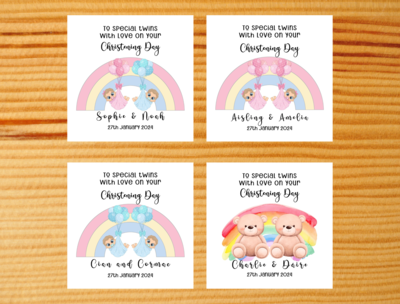 To special twins
With love on Your
Christening Day
Sophie & Noah
27th January 2024
To special twins
With love on Your
Christening Day
Aisling & Amelia
27th January 2024
To special twins
With love on Your
Christening Day
Cian and Cormac
27th January 2024
To special twins
With love on Your
Christening Day
Charlie & Daire
27th January 2024